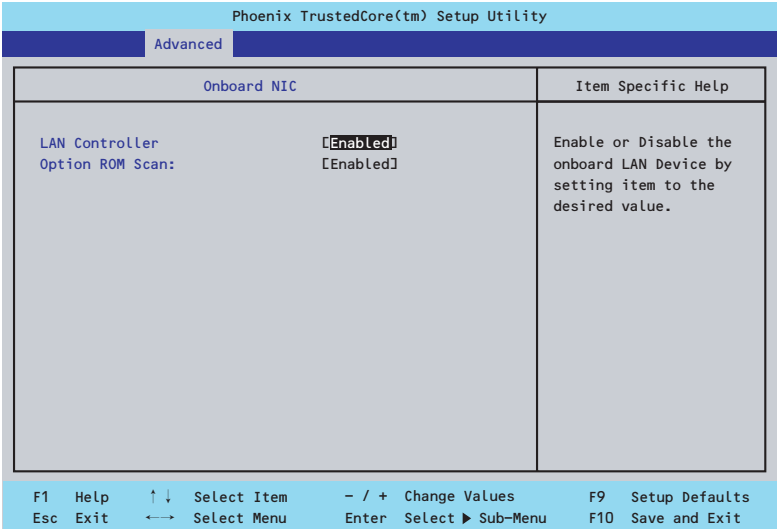 Phoenix TrustedCore(tm) Setup Utility
Advanced
Onboard NIC
Item Specific Help
LAN Controller [Enabled]
Option ROM Scan: [Enabled]
Enable or Disable the
onboard LAN Device by
setting item to the
desired value.
F1 Help ↑↓ Select Item - / + Change Values F9 Setup Defaults
Esc Exit ←→ Select Menu Enter Select ▶ Sub-Menu F10 Save and Exit